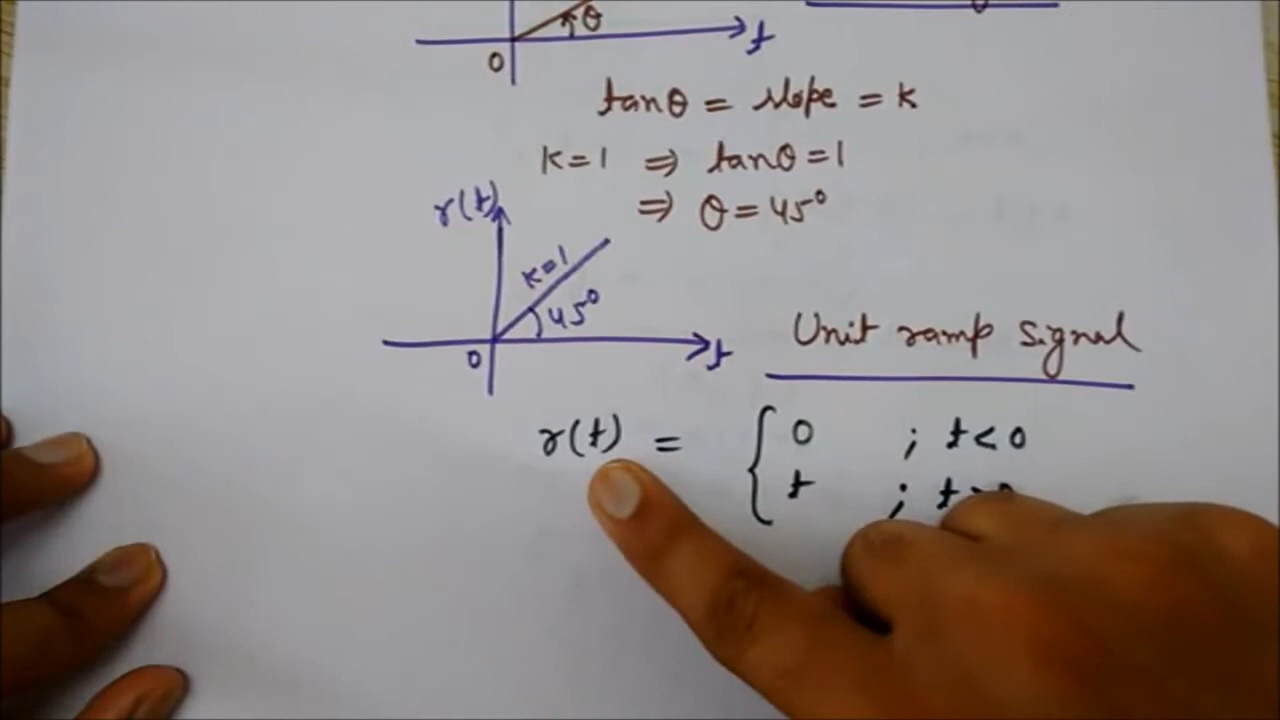 θ
0 t
tanθ = slope = K
K=1 ⇒ tanθ=1
⇒ θ=45°
r(t)
K=1
45°
0 t
Unit ramp signal
r(t) = { 0 ; t<0
t ; t